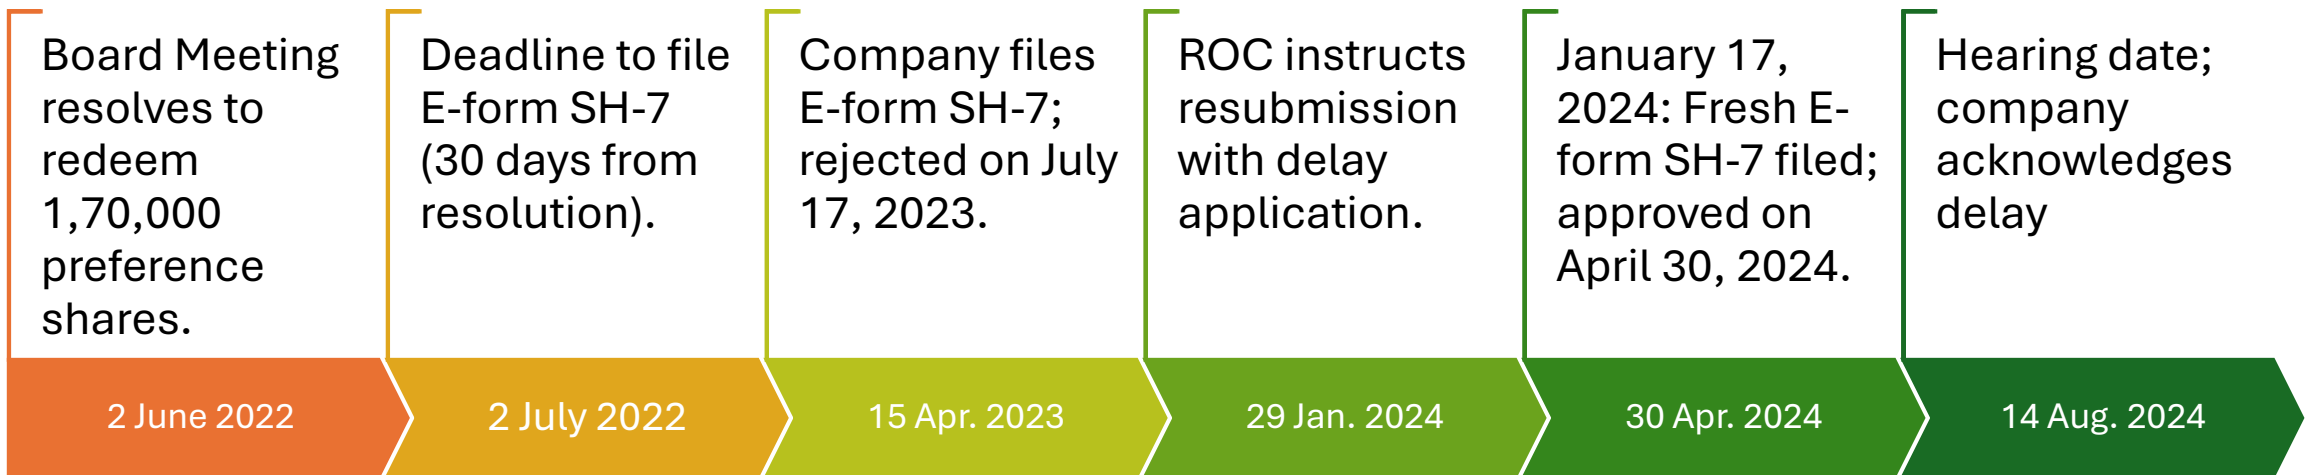 Board Meeting
resolves to
redeem
1,70,000
preference
shares.
2 June 2022
Deadline to file
E-form SH-7
(30 days from
resolution).
2 July 2022
Company files
E-form SH-7;
rejected on July
17, 2023.
15 Apr. 2023
ROC instructs
resubmission
with delay
application.
29 Jan. 2024
January 17,
2024: Fresh E-
form SH-7 filed;
approved on
April 30, 2024.
30 Apr. 2024
Hearing date;
company
acknowledges
delay
14 Aug. 2024